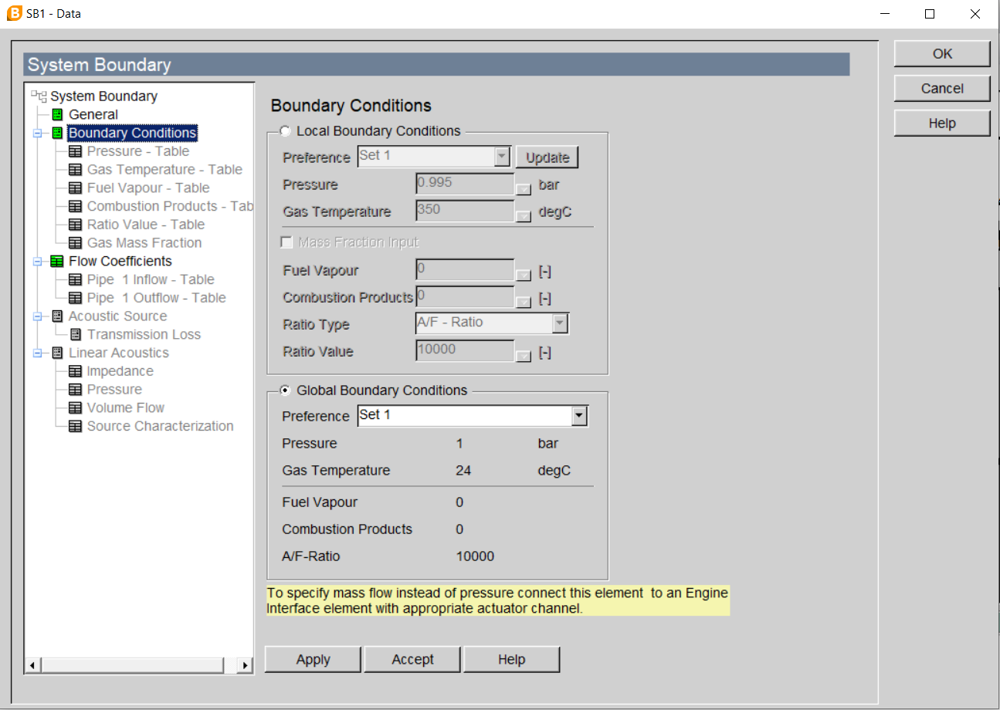 SB1 - Data
System Boundary
OK
Cancel
Help
System Boundary
General
Boundary Conditions
Pressure - Table
Gas Temperature - Table
Fuel Vapour - Table
Combustion Products - Tab
Ratio Value - Table
Gas Mass Fraction
Flow Coefficients
Pipe 1 Inflow - Table
Pipe 1 Outflow - Table
Acoustic Source
Transmission Loss
Linear Acoustics
Impedance
Pressure
Volume Flow
Source Characterization
Boundary Conditions
Local Boundary Conditions
Preference Set 1 Update
Pressure 0.995 bar
Gas Temperature 350 degC
Mass Fraction Input
Fuel Vapour 0 [-]
Combustion Products 0 [-]
Ratio Type A/F - Ratio
Ratio Value 10000 [-]
Global Boundary Conditions
Preference Set 1
Pressure 1 bar
Gas Temperature 24 degC
Fuel Vapour 0
Combustion Products 0
A/F-Ratio 10000
To specify mass flow instead of pressure connect this element to an Engine
Interface element with appropriate actuator channel.
Apply Accept Help